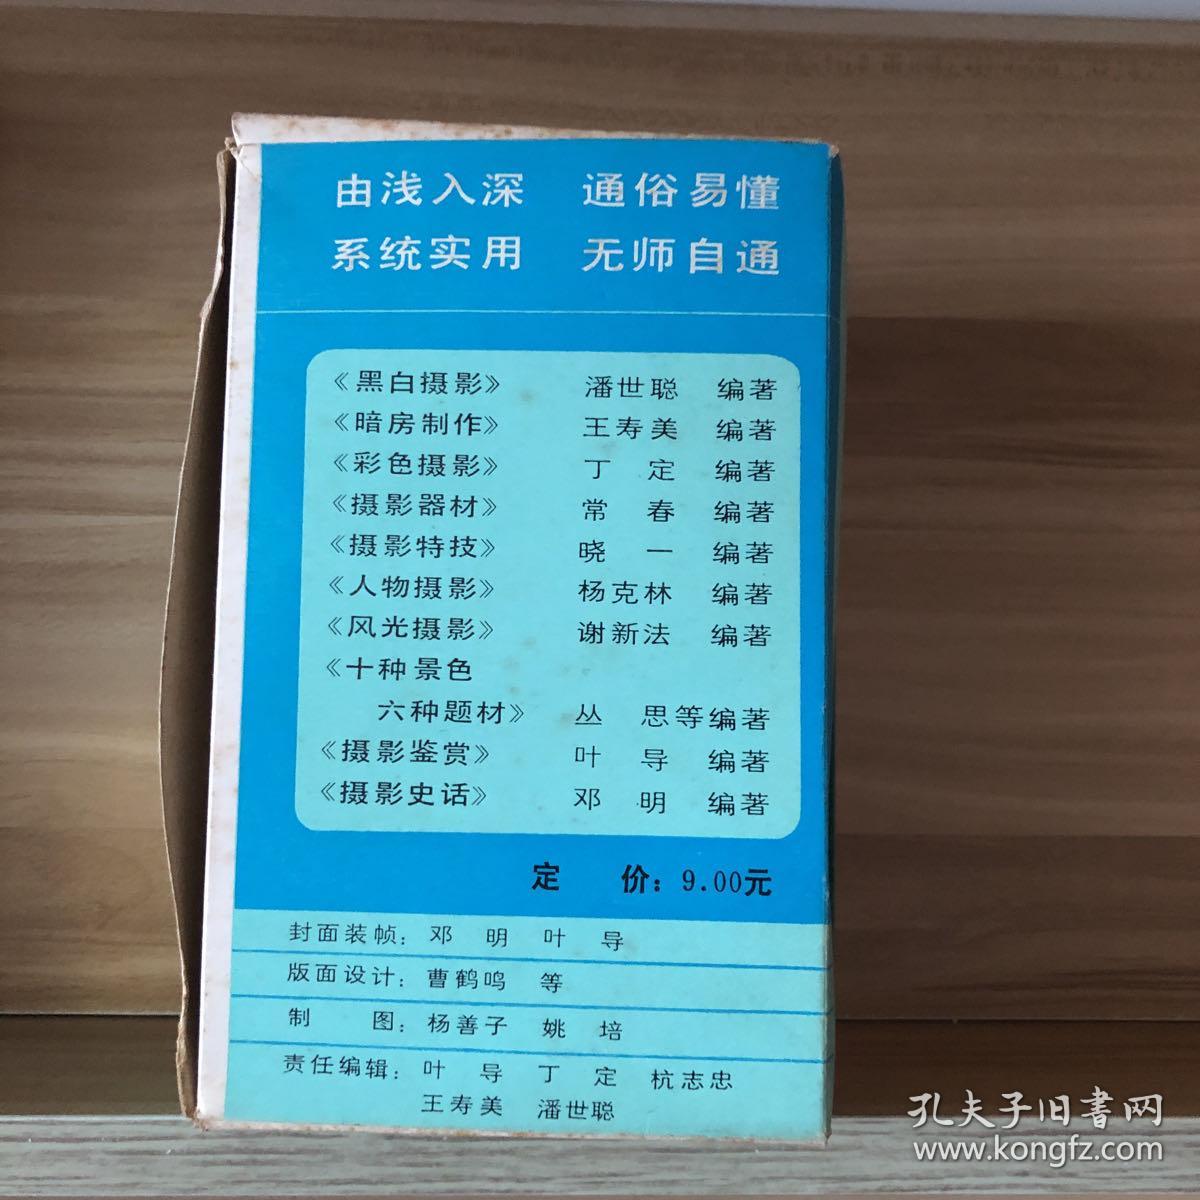 由浅入深 通俗易懂
系统实用 无师自通
《黑白摄影》 潘世聪 编著
《暗房制作》 王寿美 编著
《彩色摄影》 丁 定 编著
《摄影器材》 常 春 编著
《摄影特技》 晓 一 编著
《人物摄影》 杨克林 编著
《风光摄影》 谢新法 编著
《十种景色
六种题材》 丛 思等编著
《摄影鉴赏》 叶 导 编著
《摄影史话》 邓 明 编著
定 价：9.00元
封面装帧：邓 明 叶 导
版面设计：曹鹤鸣 等
制 图：杨善子 姚 培
责任编辑：叶 导 丁 定 杭志忠
王寿美 潘世聪
孔夫子旧书网
www.kongfz.com